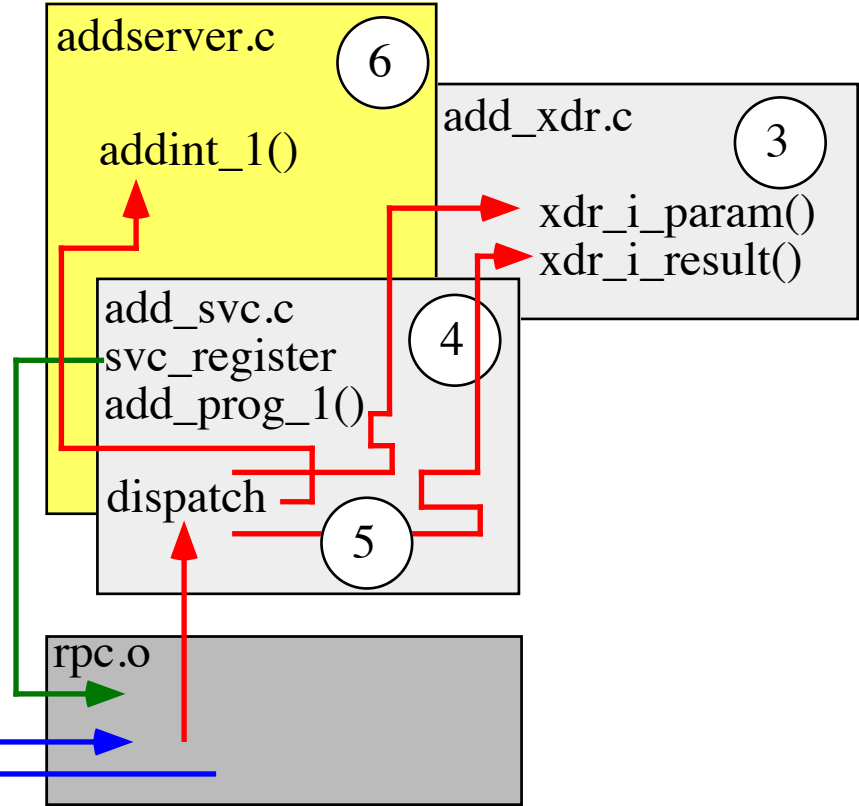 addserver.c
6
addint_1()
add_xdr.c
3
xdr_i_param()
xdr_i_result()
add_svc.c
4
svc_register
add_prog_1()
dispatch
5
rpc.o